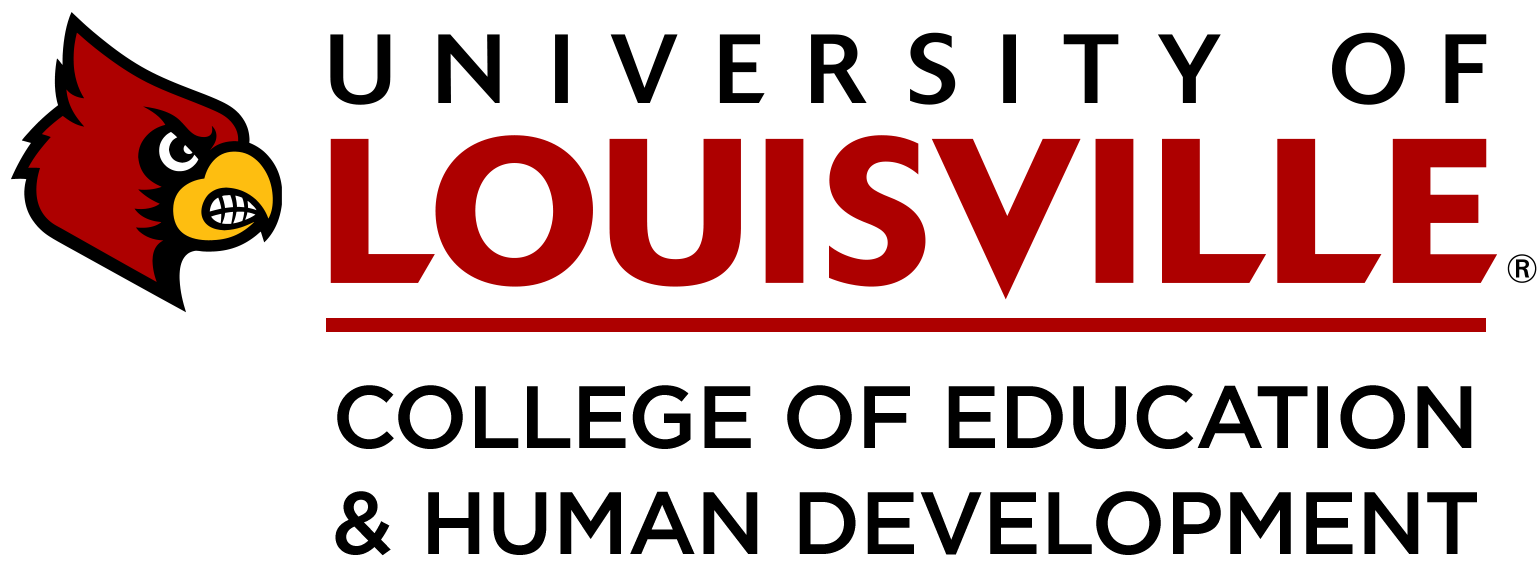 UNIVERSITY OF
LOUISVILLE®
COLLEGE OF EDUCATION
& HUMAN DEVELOPMENT